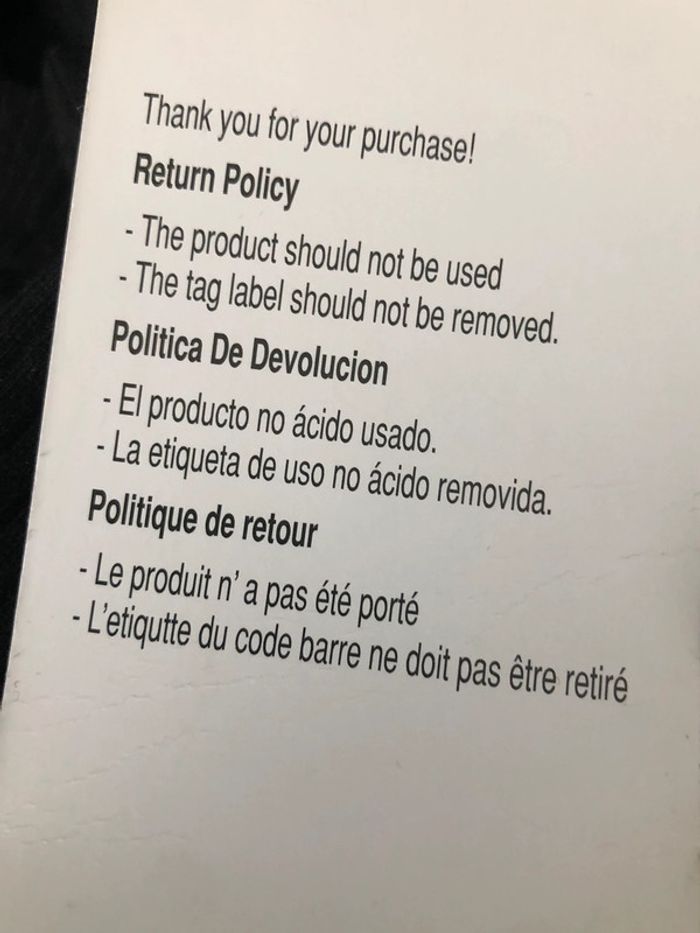 Thank you for your purchase!
Return Policy
- The product should not be used
- The tag label should not be removed.
Politica De Devolucion
- El producto no ácido usado.
- La etiqueta de uso no ácido removida.
Politique de retour
- Le produit n' a pas été porté
- L'etiqutte du code barre ne doit pas être retiré